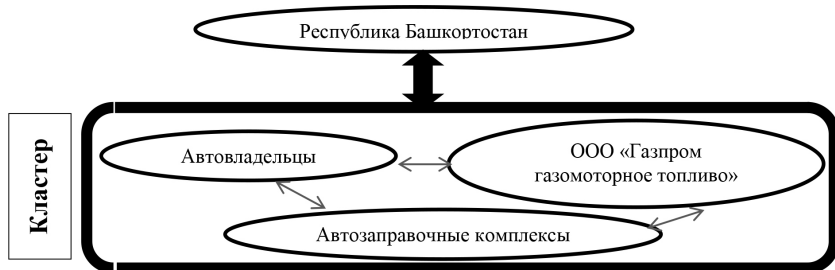 Республика Башкортостан
Кластер
Автовладельцы
ООО «Газпром
газомоторное топливо»
Автозаправочные комплексы